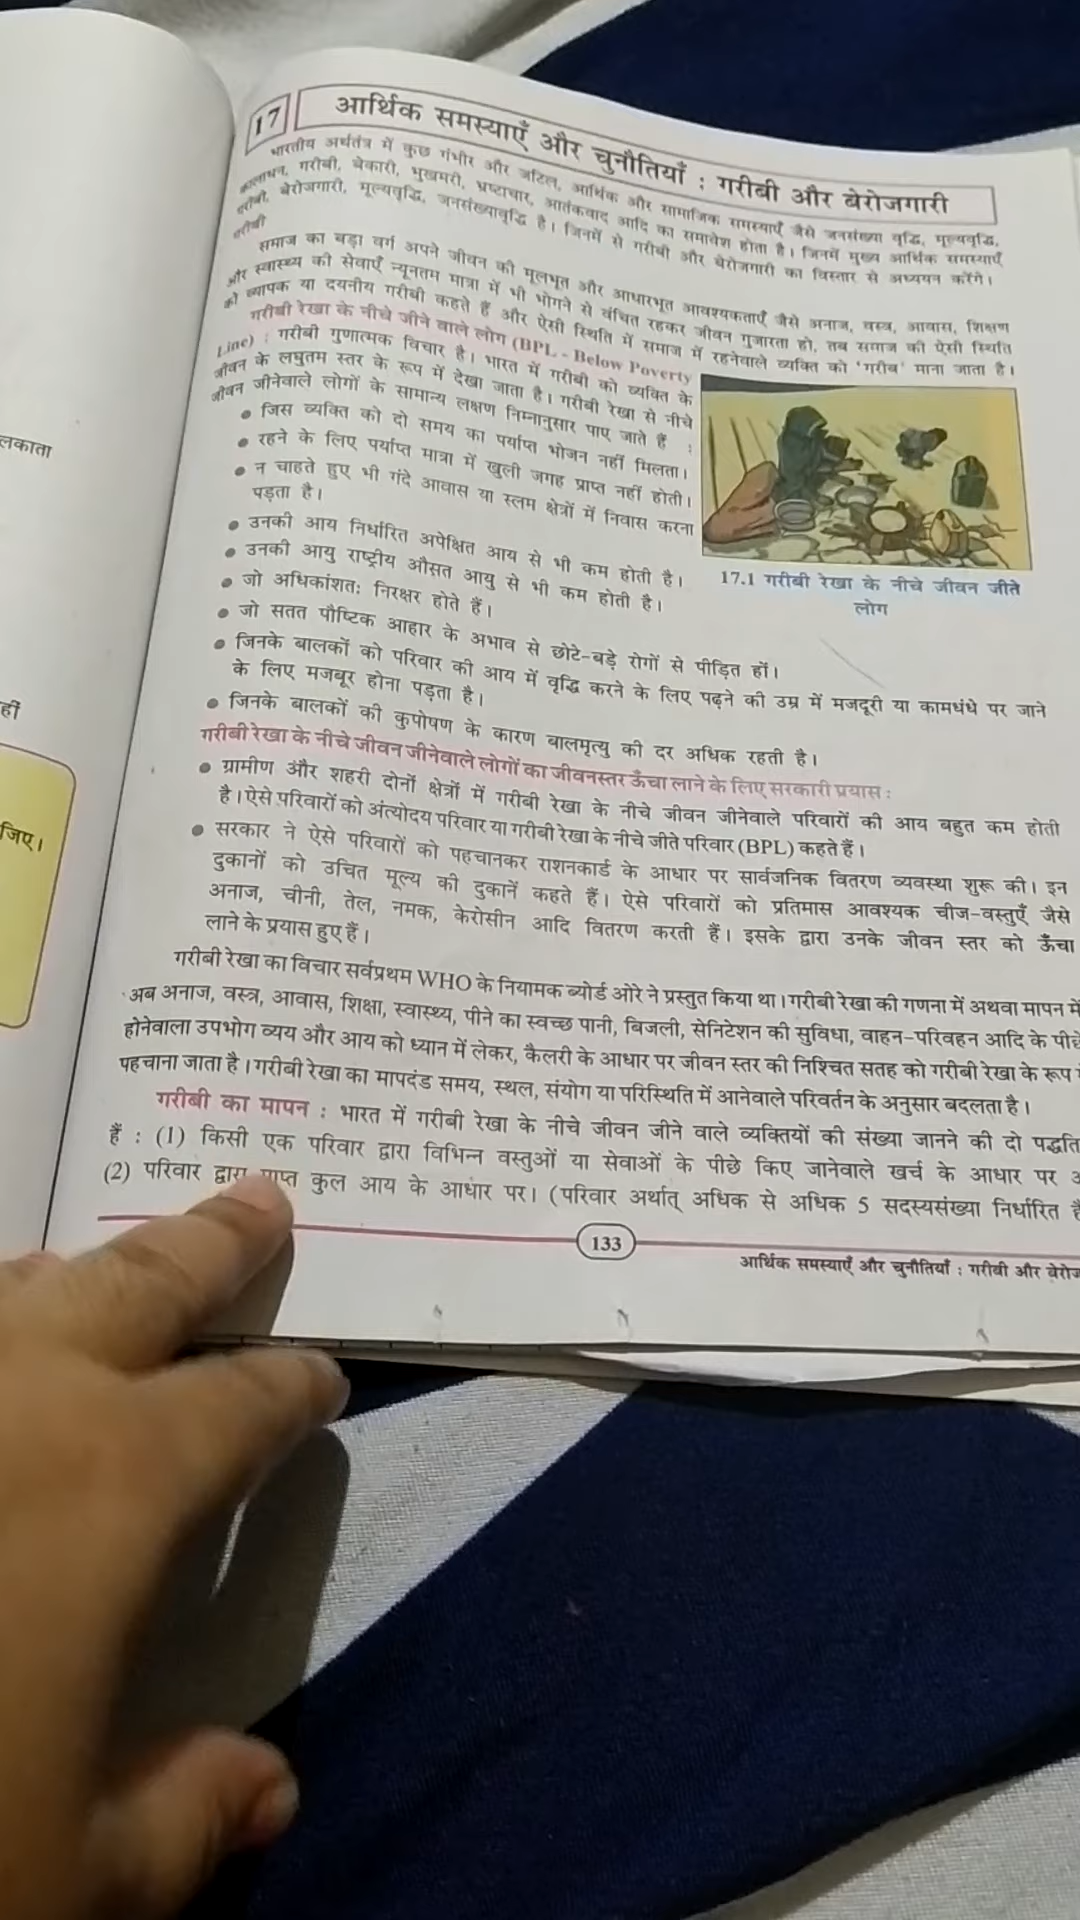 17
आर्थिक समस्याएँ और चुनौतियाँ : गरीबी और बेरोजगारी
भारतीय अर्थतंत्र में कुछ गंभीर और जटिल, आर्थिक और सामाजिक समस्याएँ जैसे जनसंख्या वृद्धि, मूल्यवृद्धि,
कालाधन, गरीबी, बेकारी, भुखमरी, भ्रष्टाचार, आतंकवाद आदि का समावेश होता है। जिनमें मुख्य आर्थिक समस्याएँ
गरीबी, बेरोजगारी, मूल्यवृद्धि, जनसंख्यावृद्धि है। जिनमें से गरीबी और बेरोजगारी का विस्तार से अध्ययन करेंगे।
गरीबी
समाज का बड़ा वर्ग अपने जीवन की मूलभूत और आधारभूत आवश्यकताएँ जैसे अनाज, वस्त्र, आवास, शिक्षण
और स्वास्थ्य की सेवाएँ न्यूनतम मात्रा में भी भोगने से वंचित रहकर जीवन गुजारता हो, तब समाज की ऐसी स्थिति
को व्यापक या दयनीय गरीबी कहते हैं और ऐसी स्थिति में समाज में रहनेवाले व्यक्ति को 'गरीब' माना जाता है।
गरीबी रेखा के नीचे जीने वाले लोग (BPL - Below Poverty
Line) : गरीबी गुणात्मक विचार है। भारत में गरीबी को व्यक्ति के
जीवन के लघुतम स्तर के रूप में देखा जाता है। गरीबी रेखा से नीचे
जीवन जीनेवाले लोगों के सामान्य लक्षण निम्नानुसार पाए जाते हैं :
● जिस व्यक्ति को दो समय का पर्याप्त भोजन नहीं मिलता।
● रहने के लिए पर्याप्त मात्रा में खुली जगह प्राप्त नहीं होती।
● न चाहते हुए भी गंदे आवास या स्लम क्षेत्रों में निवास करना
पड़ता है।
● उनकी आय निर्धारित अपेक्षित आय से भी कम होती है।
● उनकी आयु राष्ट्रीय औसत आयु से भी कम होती है।
● जो अधिकांशतः निरक्षर होते हैं।
17.1 गरीबी रेखा के नीचे जीवन जीते
लोग
● जो सतत पौष्टिक आहार के अभाव से छोटे-बड़े रोगों से पीड़ित हों।
● जिनके बालकों को परिवार की आय में वृद्धि करने के लिए पढ़ने की उम्र में मजदूरी या कामधंधे पर जाने
के लिए मजबूर होना पड़ता है।
● जिनके बालकों की कुपोषण के कारण बालमृत्यु की दर अधिक रहती है।
गरीबी रेखा के नीचे जीवन जीनेवाले लोगों का जीवनस्तर ऊँचा लाने के लिए सरकारी प्रयास :
● ग्रामीण और शहरी दोनों क्षेत्रों में गरीबी रेखा के नीचे जीवन जीनेवाले परिवारों की आय बहुत कम होती
है। ऐसे परिवारों को अंत्योदय परिवार या गरीबी रेखा के नीचे जीते परिवार (BPL) कहते हैं।
● सरकार ने ऐसे परिवारों को पहचानकर राशनकार्ड के आधार पर सार्वजनिक वितरण व्यवस्था शुरू की। इन
दुकानों को उचित मूल्य की दुकानें कहते हैं। ऐसे परिवारों को प्रतिमास आवश्यक चीज-वस्तुएँ जैसे
अनाज, चीनी, तेल, नमक, केरोसीन आदि वितरण करती हैं। इसके द्वारा उनके जीवन स्तर को ऊँचा
लाने के प्रयास हुए हैं।
गरीबी रेखा का विचार सर्वप्रथम WHO के नियामक ब्योर्ड ओरे ने प्रस्तुत किया था। गरीबी रेखा की गणना में अथवा मापन में
अब अनाज, वस्त्र, आवास, शिक्षा, स्वास्थ्य, पीने का स्वच्छ पानी, बिजली, सेनिटेशन की सुविधा, वाहन-परिवहन आदि के पीछे
होनेवाला उपभोग व्यय और आय को ध्यान में लेकर, कैलरी के आधार पर जीवन स्तर की निश्चित सतह को गरीबी रेखा के रूप
पहचाना जाता है। गरीबी रेखा का मापदंड समय, स्थल, संयोग या परिस्थिति में आनेवाले परिवर्तन के अनुसार बदलता है।
गरीबी का मापन : भारत में गरीबी रेखा के नीचे जीवन जीने वाले व्यक्तियों की संख्या जानने की दो पद्धति
हैं : (1) किसी एक परिवार द्वारा विभिन्न वस्तुओं या सेवाओं के पीछे किए जानेवाले खर्च के आधार पर
(2) परिवार द्वारा प्राप्त कुल आय के आधार पर। (परिवार अर्थात् अधिक से अधिक 5 सदस्यसंख्या निर्धारित
133
आर्थिक समस्याएँ और चुनौतियाँ : गरीबी और बेरोज
लकाता
हीं
जिए।